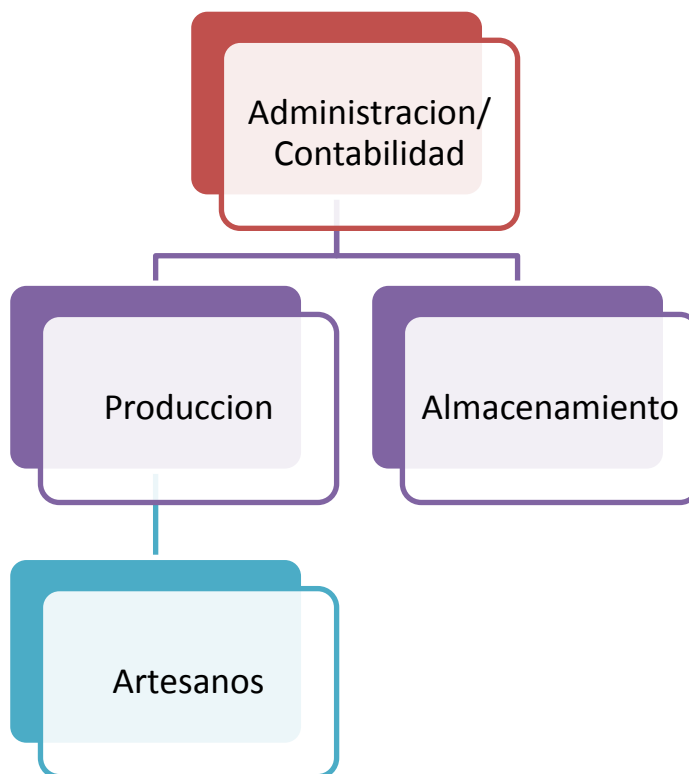 Administracion/
Contabilidad
Produccion
Almacenamiento
Artesanos